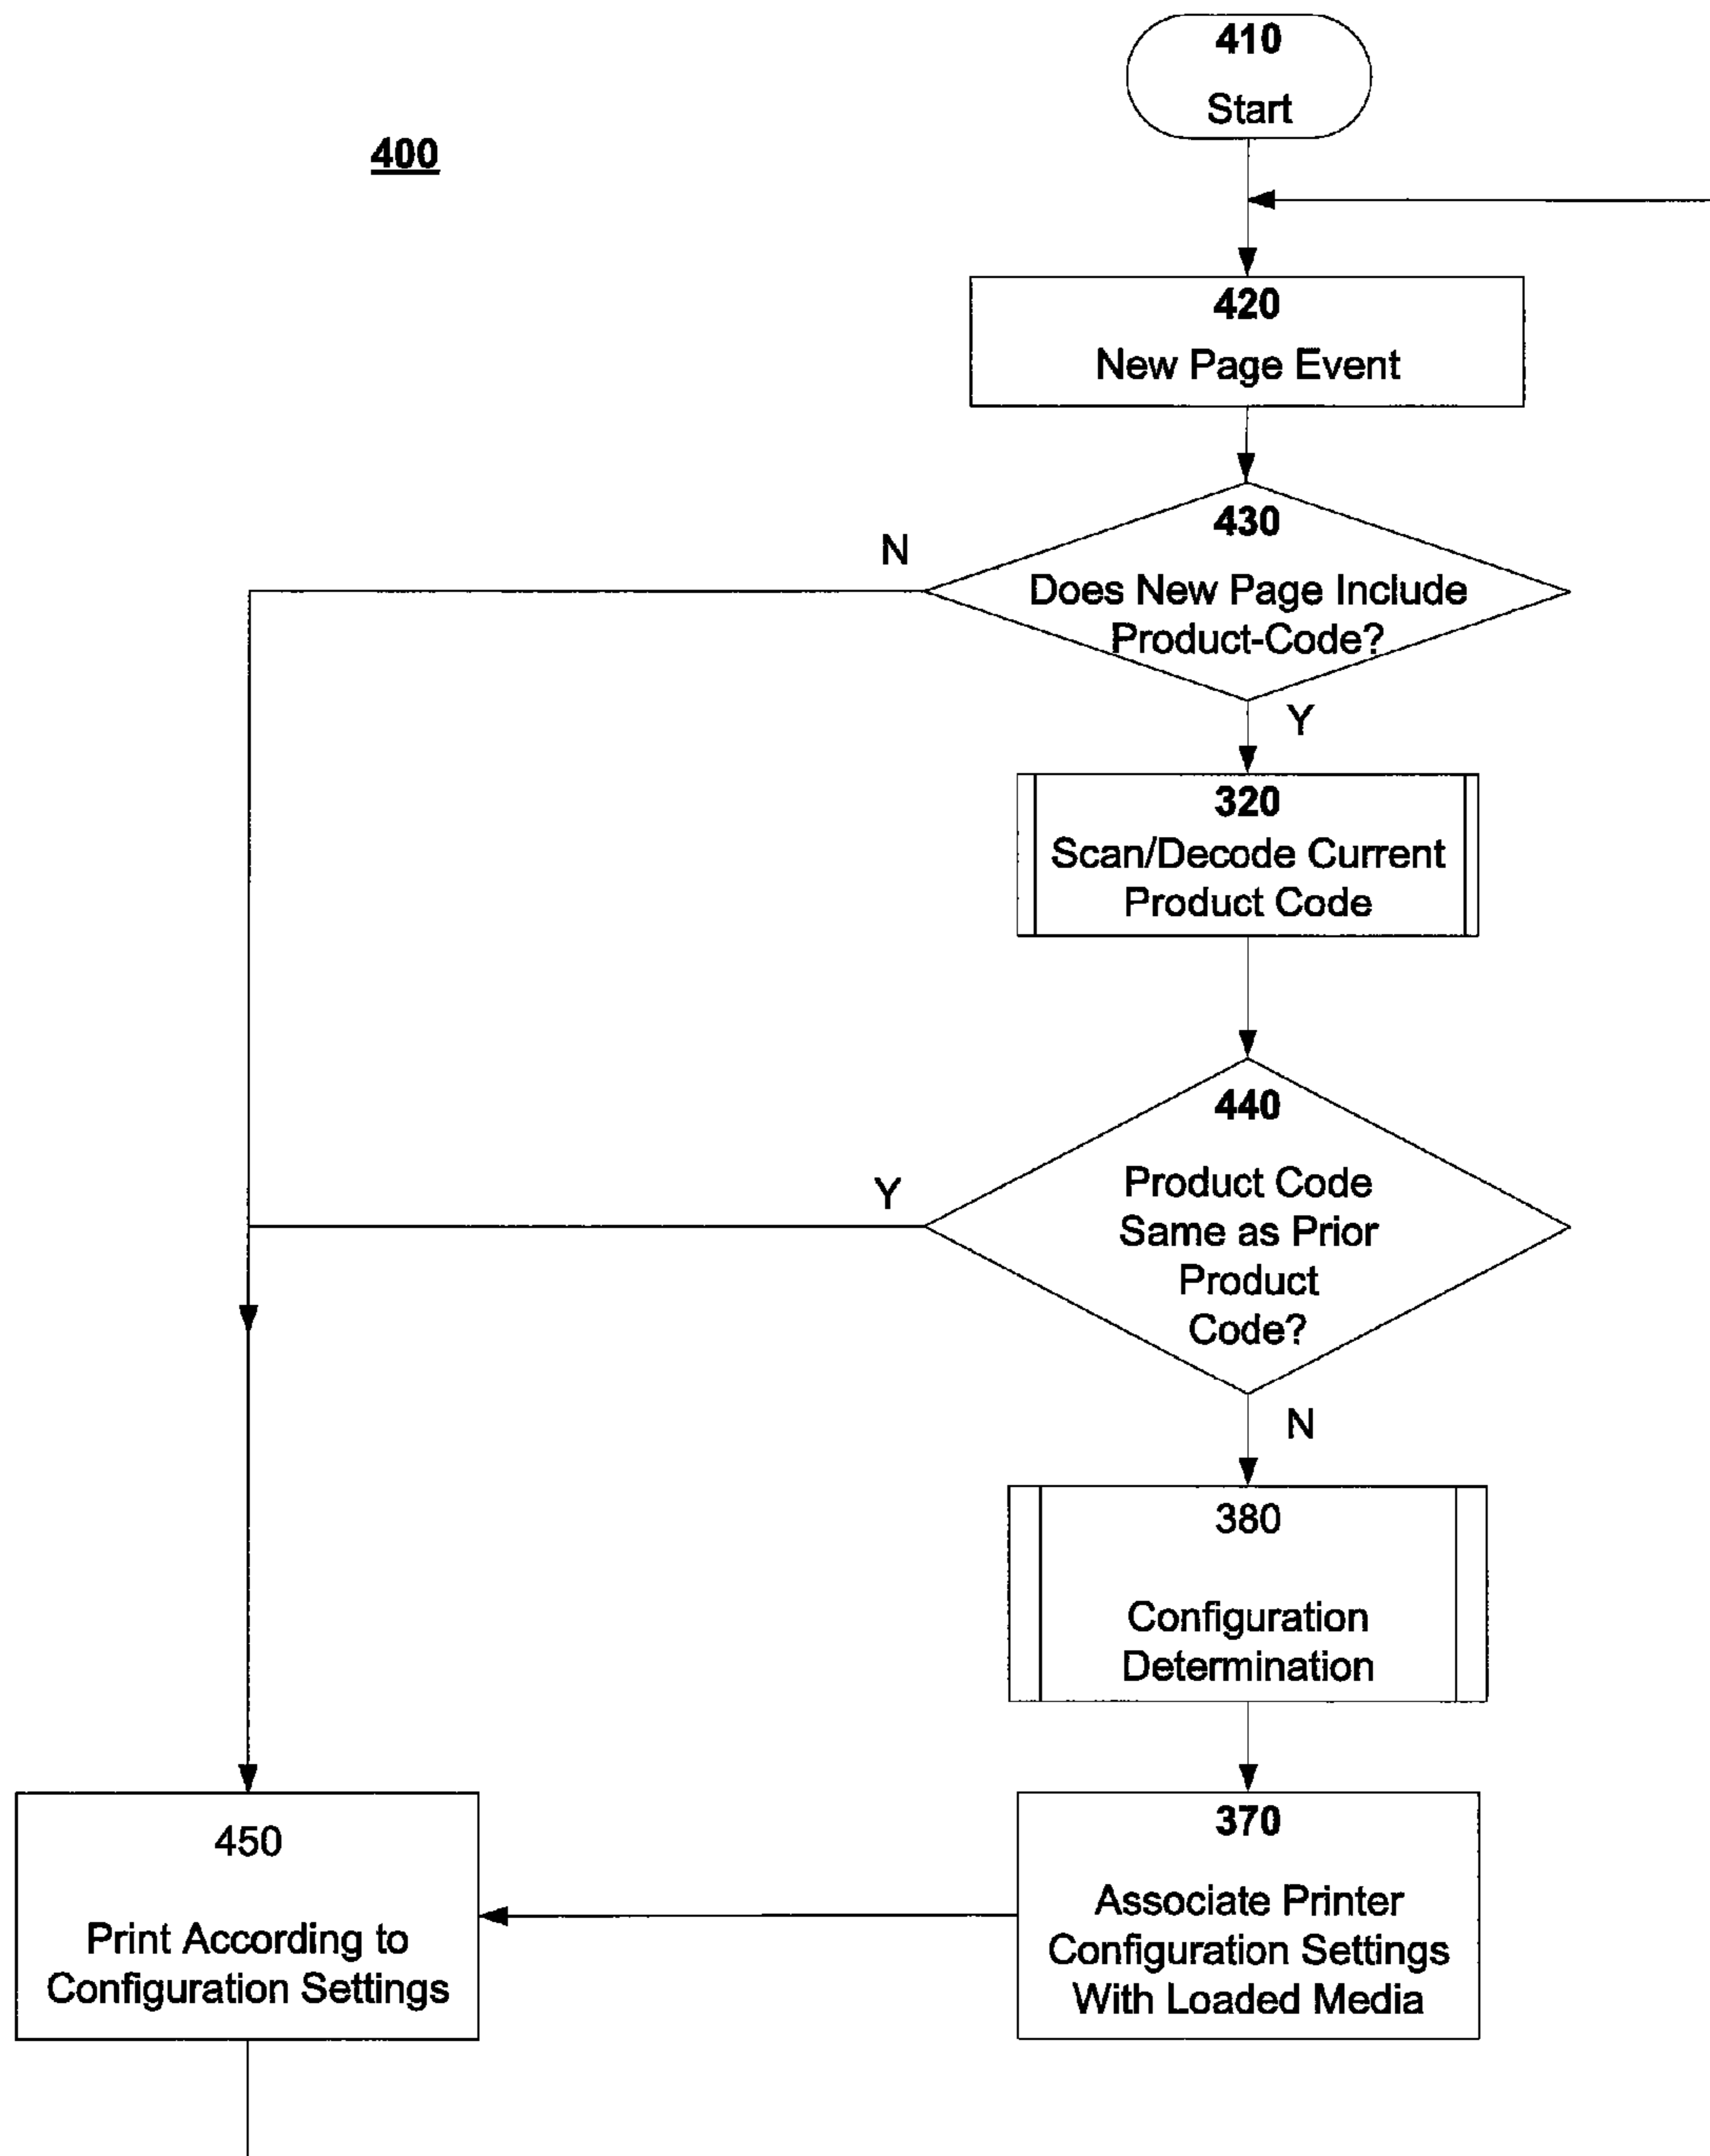 410
Start
400
420
New Page Event
430
N
Does New Page Include
Product-Code?
Y
320
Scan/Decode Current
Product Code
440
Y
Product Code
Same as Prior
Product
Code?
N
380
Configuration
Determination
450
Print According to
Configuration Settings
370
Associate Printer
Configuration Settings
With Loaded Media